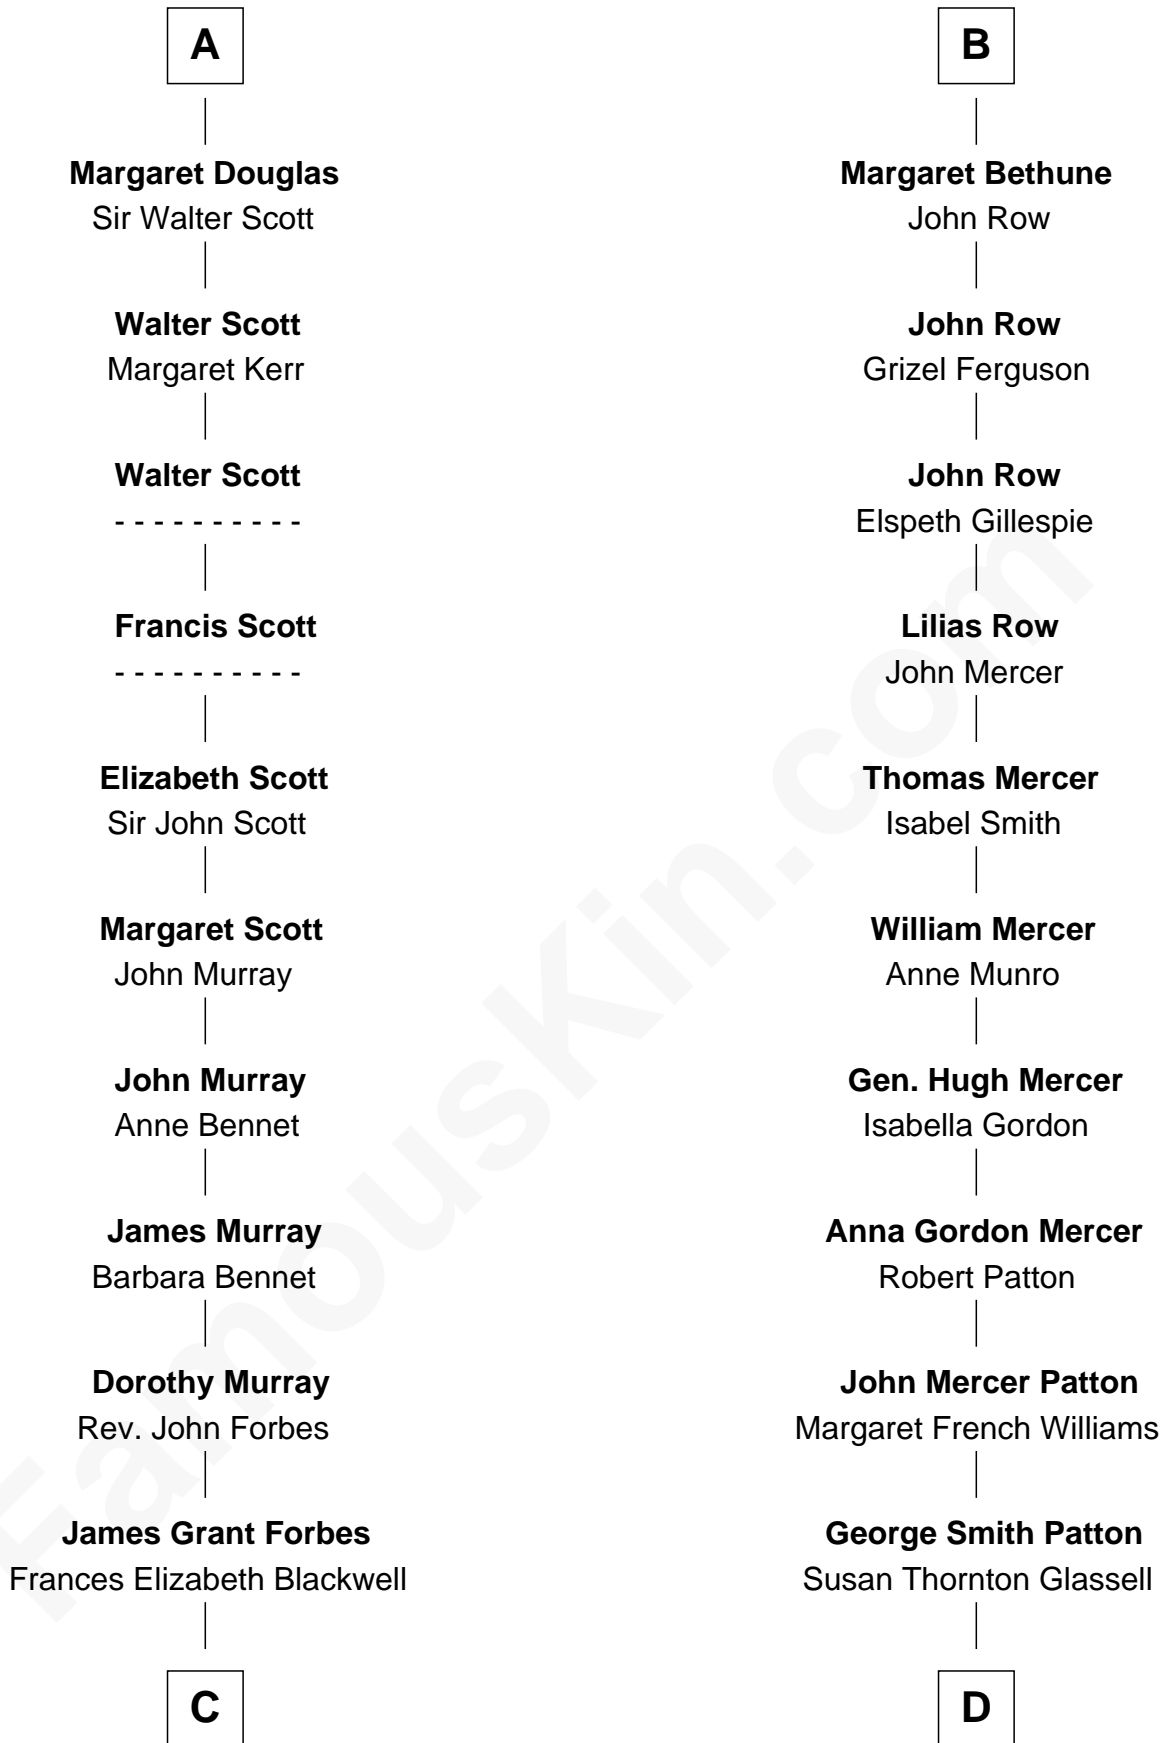 A
Margaret Douglas
Sir Walter Scott
Walter Scott
Margaret Kerr
Walter Scott
- - - - - - - - - -
Francis Scott
- - - - - - - - - -
Elizabeth Scott
Sir John Scott
Margaret Scott
John Murray
John Murray
Anne Bennet
James Murray
Barbara Bennet
Dorothy Murray
Rev. John Forbes
James Grant Forbes
Frances Elizabeth Blackwell
C
B
Margaret Bethune
John Row
John Row
Grizel Ferguson
John Row
Elspeth Gillespie
Lilias Row
John Mercer
Thomas Mercer
Isabel Smith
William Mercer
Anne Munro
Gen. Hugh Mercer
Isabella Gordon
Anna Gordon Mercer
Robert Patton
John Mercer Patton
Margaret French Williams
George Smith Patton
Susan Thornton Glassell
D
FamousKin.com